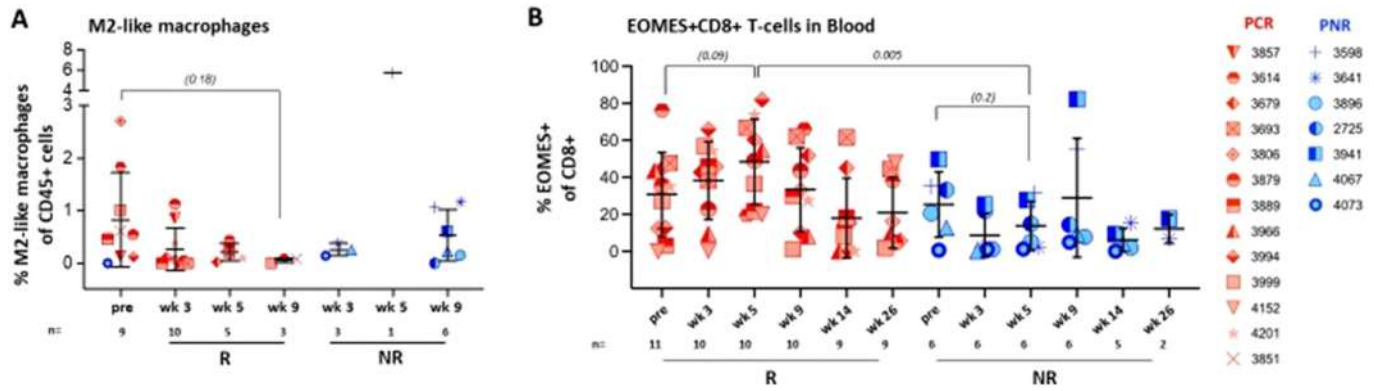 A
M2-like macrophages
% M2-like macrophages
of CD45+ cells
8
6
4
3
2
1
0
(0.18)
pre
wk 3
wk 5
wk 9
wk 3
wk 5
wk 9
n=
9
10
5
3
3
1
6
R
NR
B
EOMES+CD8+ T-cells in Blood
% EOMES+
of CD8+
100
80
60
40
20
0
(0.09)
0.005
(0.2)
pre
wk 3
wk 5
wk 9
wk 14
wk 26
pre
wk 3
wk 5
wk 9
wk 14
wk 26
n=
11
10
10
10
9
9
6
6
6
6
5
2
R
NR
PCR
3857
3614
3679
3693
3806
3879
3889
3966
3994
3999
4152
4201
3851
PNR
3598
3641
3896
2725
3941
4067
4073